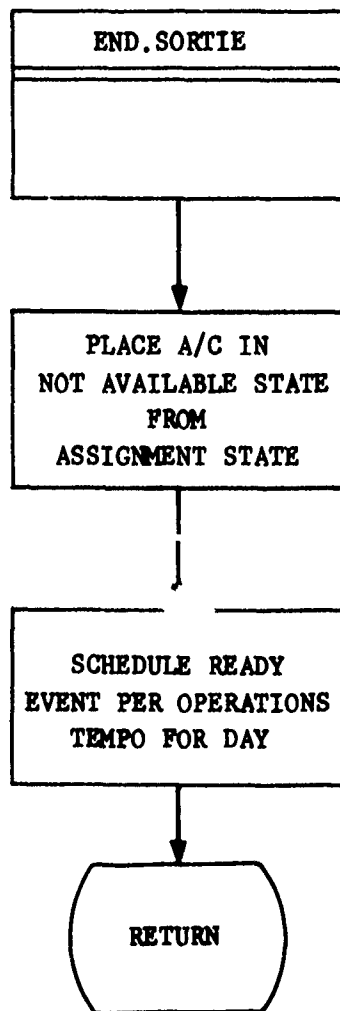 END.SORTIE
PLACE A/C IN
NOT AVAILABLE STATE
FROM
ASSIGNMENT STATE
SCHEDULE READY
EVENT PER OPERATIONS
TEMPO FOR DAY
RETURN